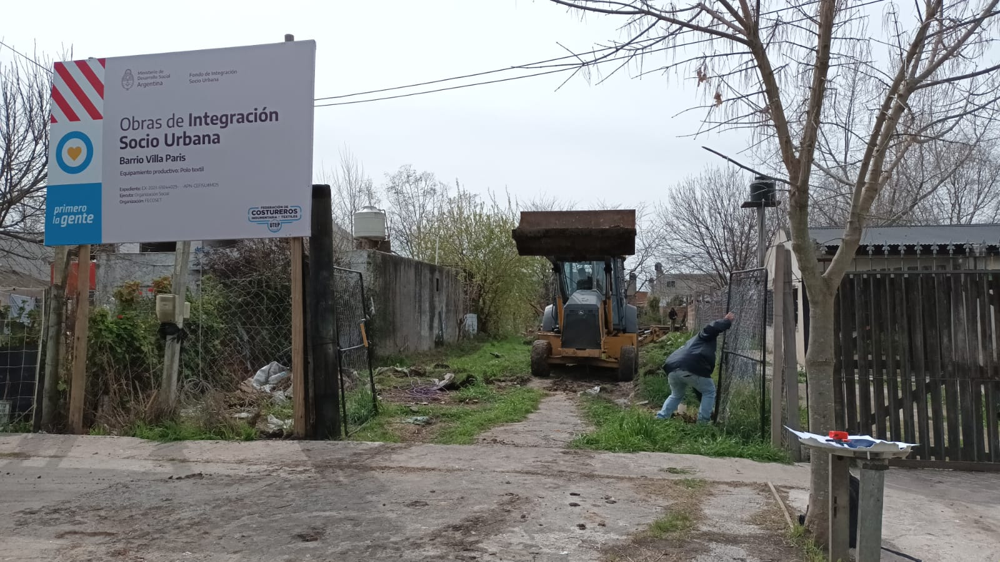 Ministerio de
Desarrollo Social
Argentina
Fondo de Integración
Socio Urbana
Obras de Integración
Socio Urbana
Barrio Villa Paris
Equipamiento productivo: Polo textil
Expediente: EX-2023-69244029- -APN-CEFISU#MDS
Ejecuta: Organización Social
Organización: FECOSET
primero
la gente
FEDERACIÓN DE
COSTUREROS
INDUMENTARIA Y TEXTILES
UTEP